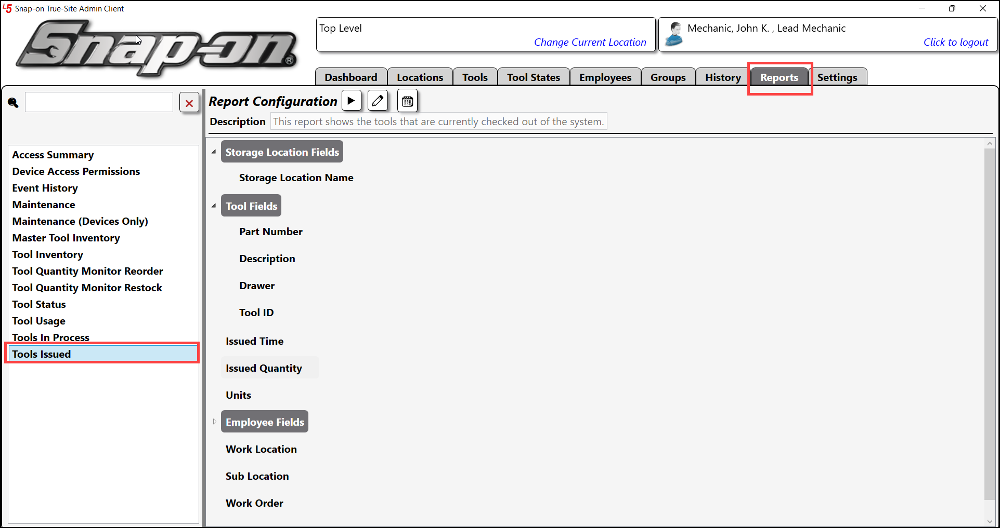 L5 Snap-on True-Site Admin Client
Snap-on®
Top Level
Change Current Location
Mechanic, John K. , Lead Mechanic
Click to logout
Dashboard Locations Tools Tool States Employees Groups History Reports Settings
Report Configuration
Description This report shows the tools that are currently checked out of the system.
Access Summary
Device Access Permissions
Event History
Maintenance
Maintenance (Devices Only)
Master Tool Inventory
Tool Inventory
Tool Quantity Monitor Reorder
Tool Quantity Monitor Restock
Tool Status
Tool Usage
Tools In Process
Tools Issued
Storage Location Fields
Storage Location Name
Tool Fields
Part Number
Description
Drawer
Tool ID
Issued Time
Issued Quantity
Units
Employee Fields
Work Location
Sub Location
Work Order